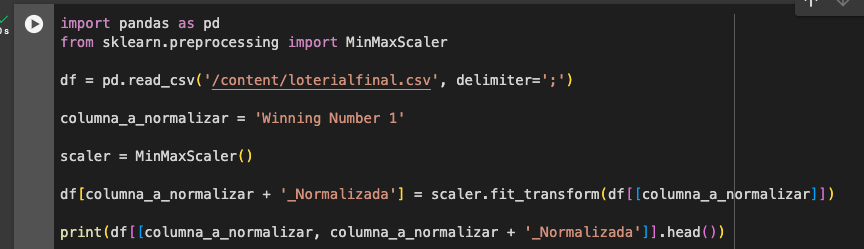 import pandas as pd
from sklearn.preprocessing import MinMaxScaler
df = pd.read_csv('/content/loterialfinal.csv', delimiter=';')
columna_a_normalizar = 'Winning Number 1'
scaler = MinMaxScaler()
df[columna_a_normalizar + '_Normalizada'] = scaler.fit_transform(df[[columna_a_normalizar]])
print(df[[columna_a_normalizar, columna_a_normalizar + '_Normalizada']].head())